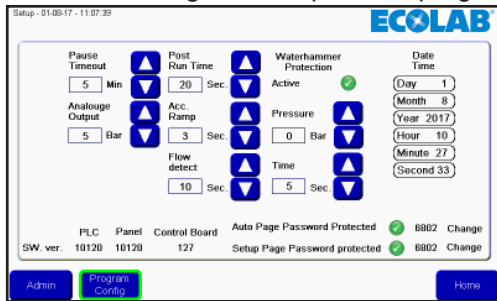 Setup - 01-08-17 - 11:07:39
ECOLAB®
Pause Timeout
5 Min
Analouge Output
5 Bar
Post Run Time
20 Sec.
Acc. Ramp
3 Sec.
Flow detect
10 Sec.
Waterhammer Protection
Active
Pressure
0 Bar
Time
5 Sec.
Date Time
Day 1
Month 8
Year 2017
Hour 10
Minute 27
Second 33
PLC Panel Control Board
SW. ver. 10120 10120 127
Auto Page Password Protected 6802 Change
Setup Page Password protected 6802 Change
Admin
Program Config
Home